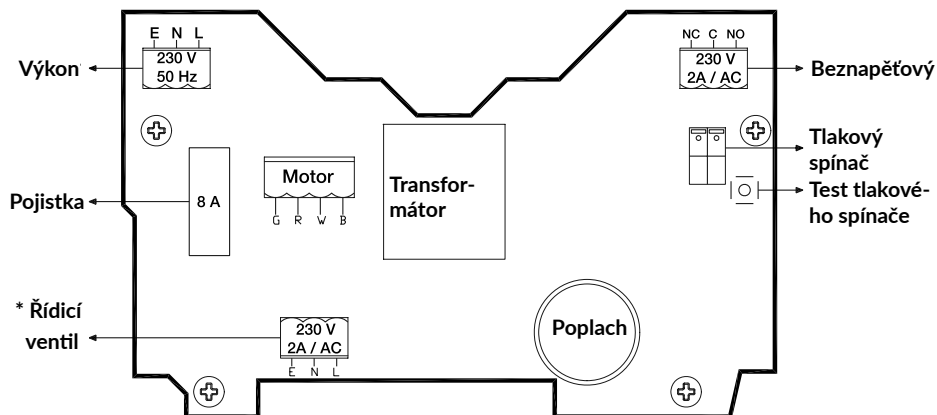 E N L
230 V
50 Hz
Výkon
NC C NO
230 V
2A / AC
Beznapěťový
Tlakový
spínač
Test tlakové-
ho spínače
Pojistka
8 A
Motor
G R W B
Transfor-
mátor
* Řídicí
ventil
230 V
2A / AC
E N L
Poplach